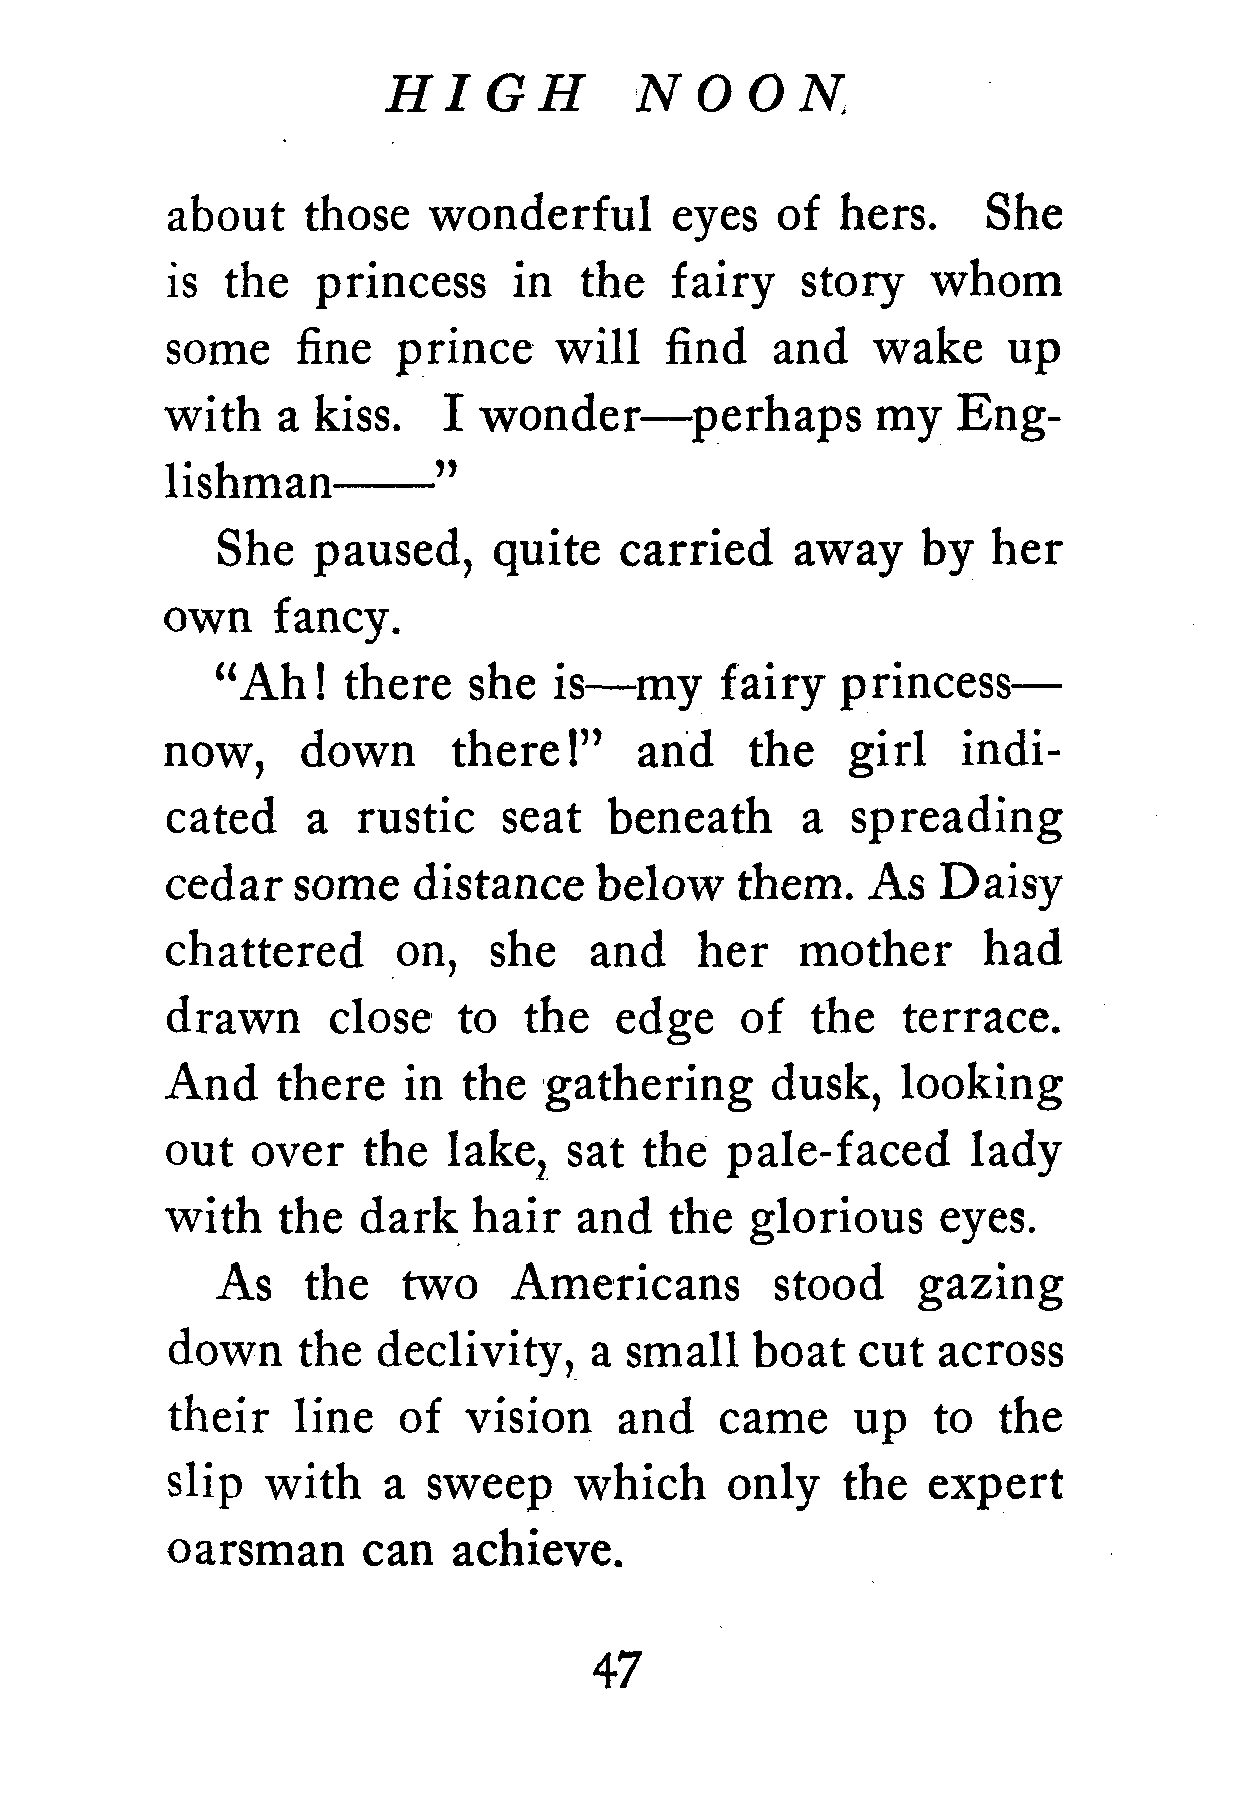 HIGH NOON
about those wonderful eyes of hers. She
is the princess in the fairy story whom
some fine prince will find and wake up
with a kiss. I wonder—perhaps my Eng-
lishman——"
She paused, quite carried away by her
own fancy.
"Ah! there she is—my fairy princess—
now, down there!" and the girl indi-
cated a rustic seat beneath a spreading
cedar some distance below them. As Daisy
chattered on, she and her mother had
drawn close to the edge of the terrace.
And there in the gathering dusk, looking
out over the lake, sat the pale-faced lady
with the dark hair and the glorious eyes.
As the two Americans stood gazing
down the declivity, a small boat cut across
their line of vision and came up to the
slip with a sweep which only the expert
oarsman can achieve.
47